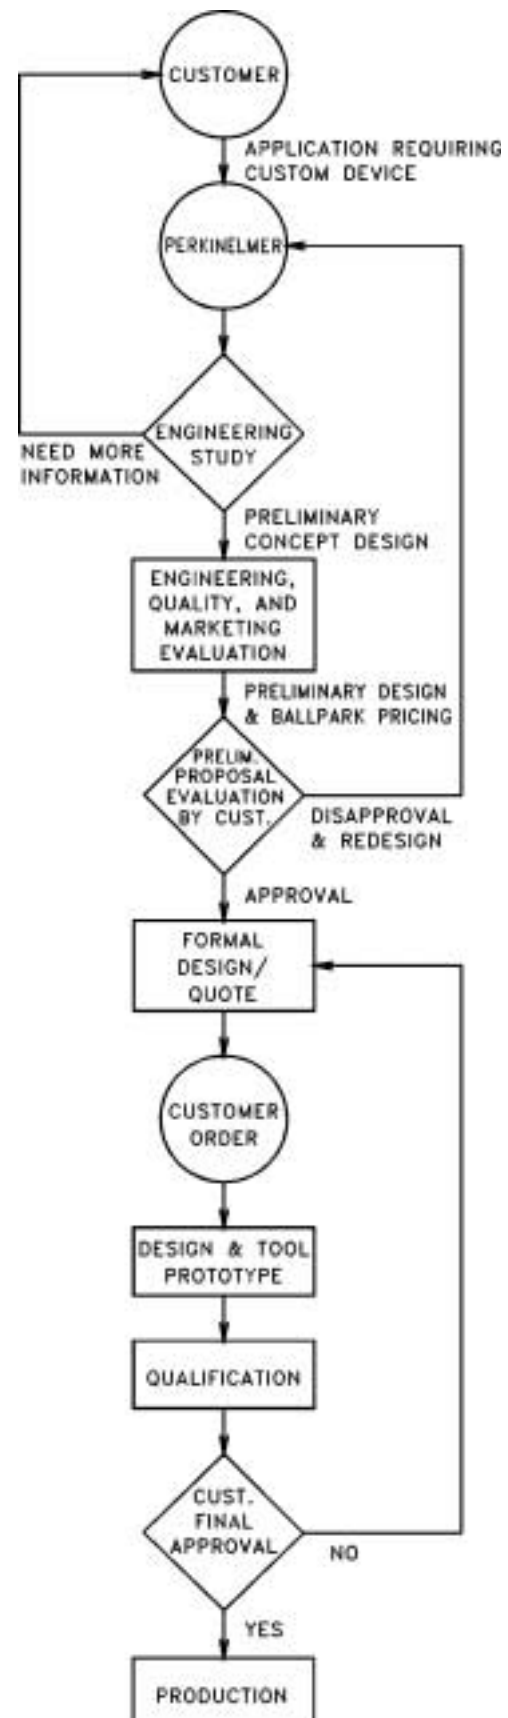 CUSTOMER
APPLICATION REQUIRING
CUSTOM DEVICE
PERKINELMER
ENGINEERING
STUDY
NEED MORE
INFORMATION
PRELIMINARY
CONCEPT DESIGN
ENGINEERING,
QUALITY, AND
MARKETING
EVALUATION
PRELIMINARY DESIGN
& BALLPARK PRICING
PRELIM.
PROPOSAL
EVALUATION
BY CUST.
DISAPPROVAL
& REDESIGN
APPROVAL
FORMAL
DESIGN/
QUOTE
CUSTOMER
ORDER
DESIGN & TOOL
PROTOTYPE
QUALIFICATION
CUST.
FINAL
APPROVAL
NO
YES
PRODUCTION